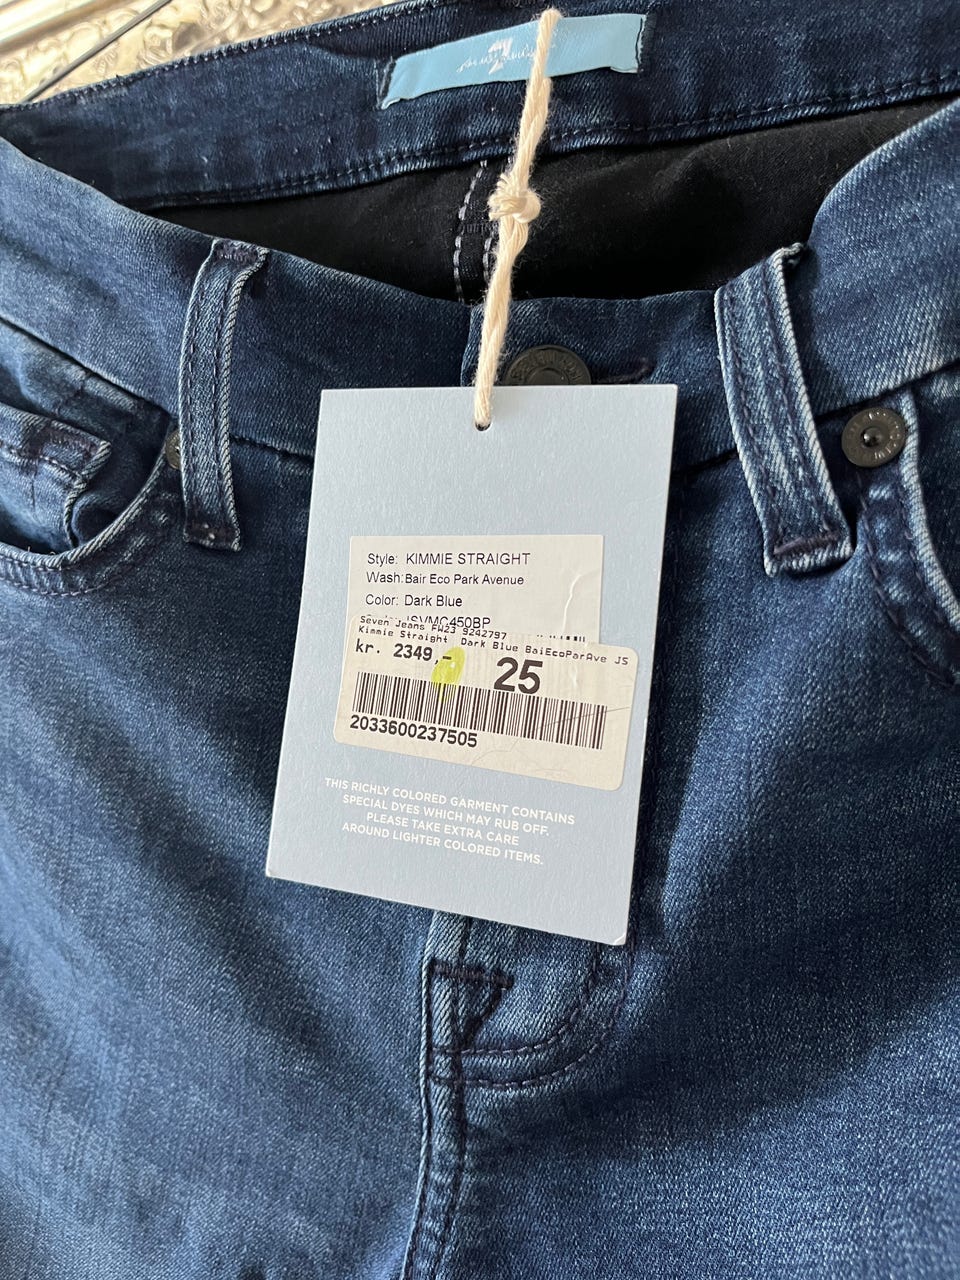 7
Style: KIMMIE STRAIGHT
Wash: Bair Eco Park Avenue
Color: Dark Blue
JSVMC450BP
Seven Jeans FW23 9242797
Kimmie Straight Dark Blue BaiEcoParAve JS
kr. 2349,-
25
2033600237505
THIS RICHLY COLORED GARMENT CONTAINS
SPECIAL DYES WHICH MAY RUB OFF.
PLEASE TAKE EXTRA CARE
AROUND LIGHTER COLORED ITEMS.